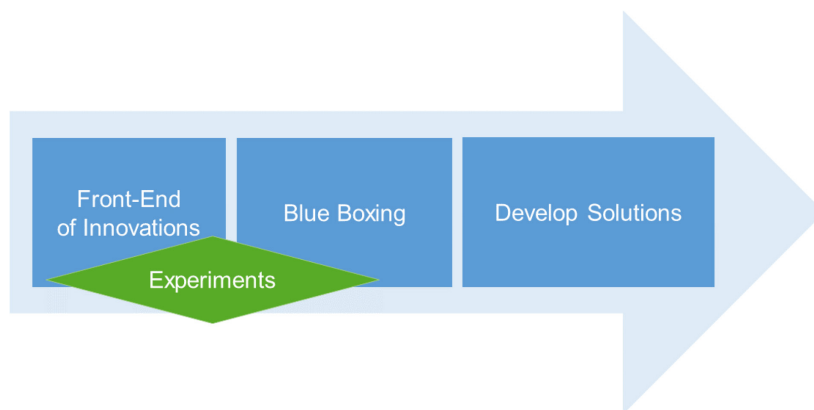 Front-End
of Innovations
Blue Boxing
Develop Solutions
Experiments